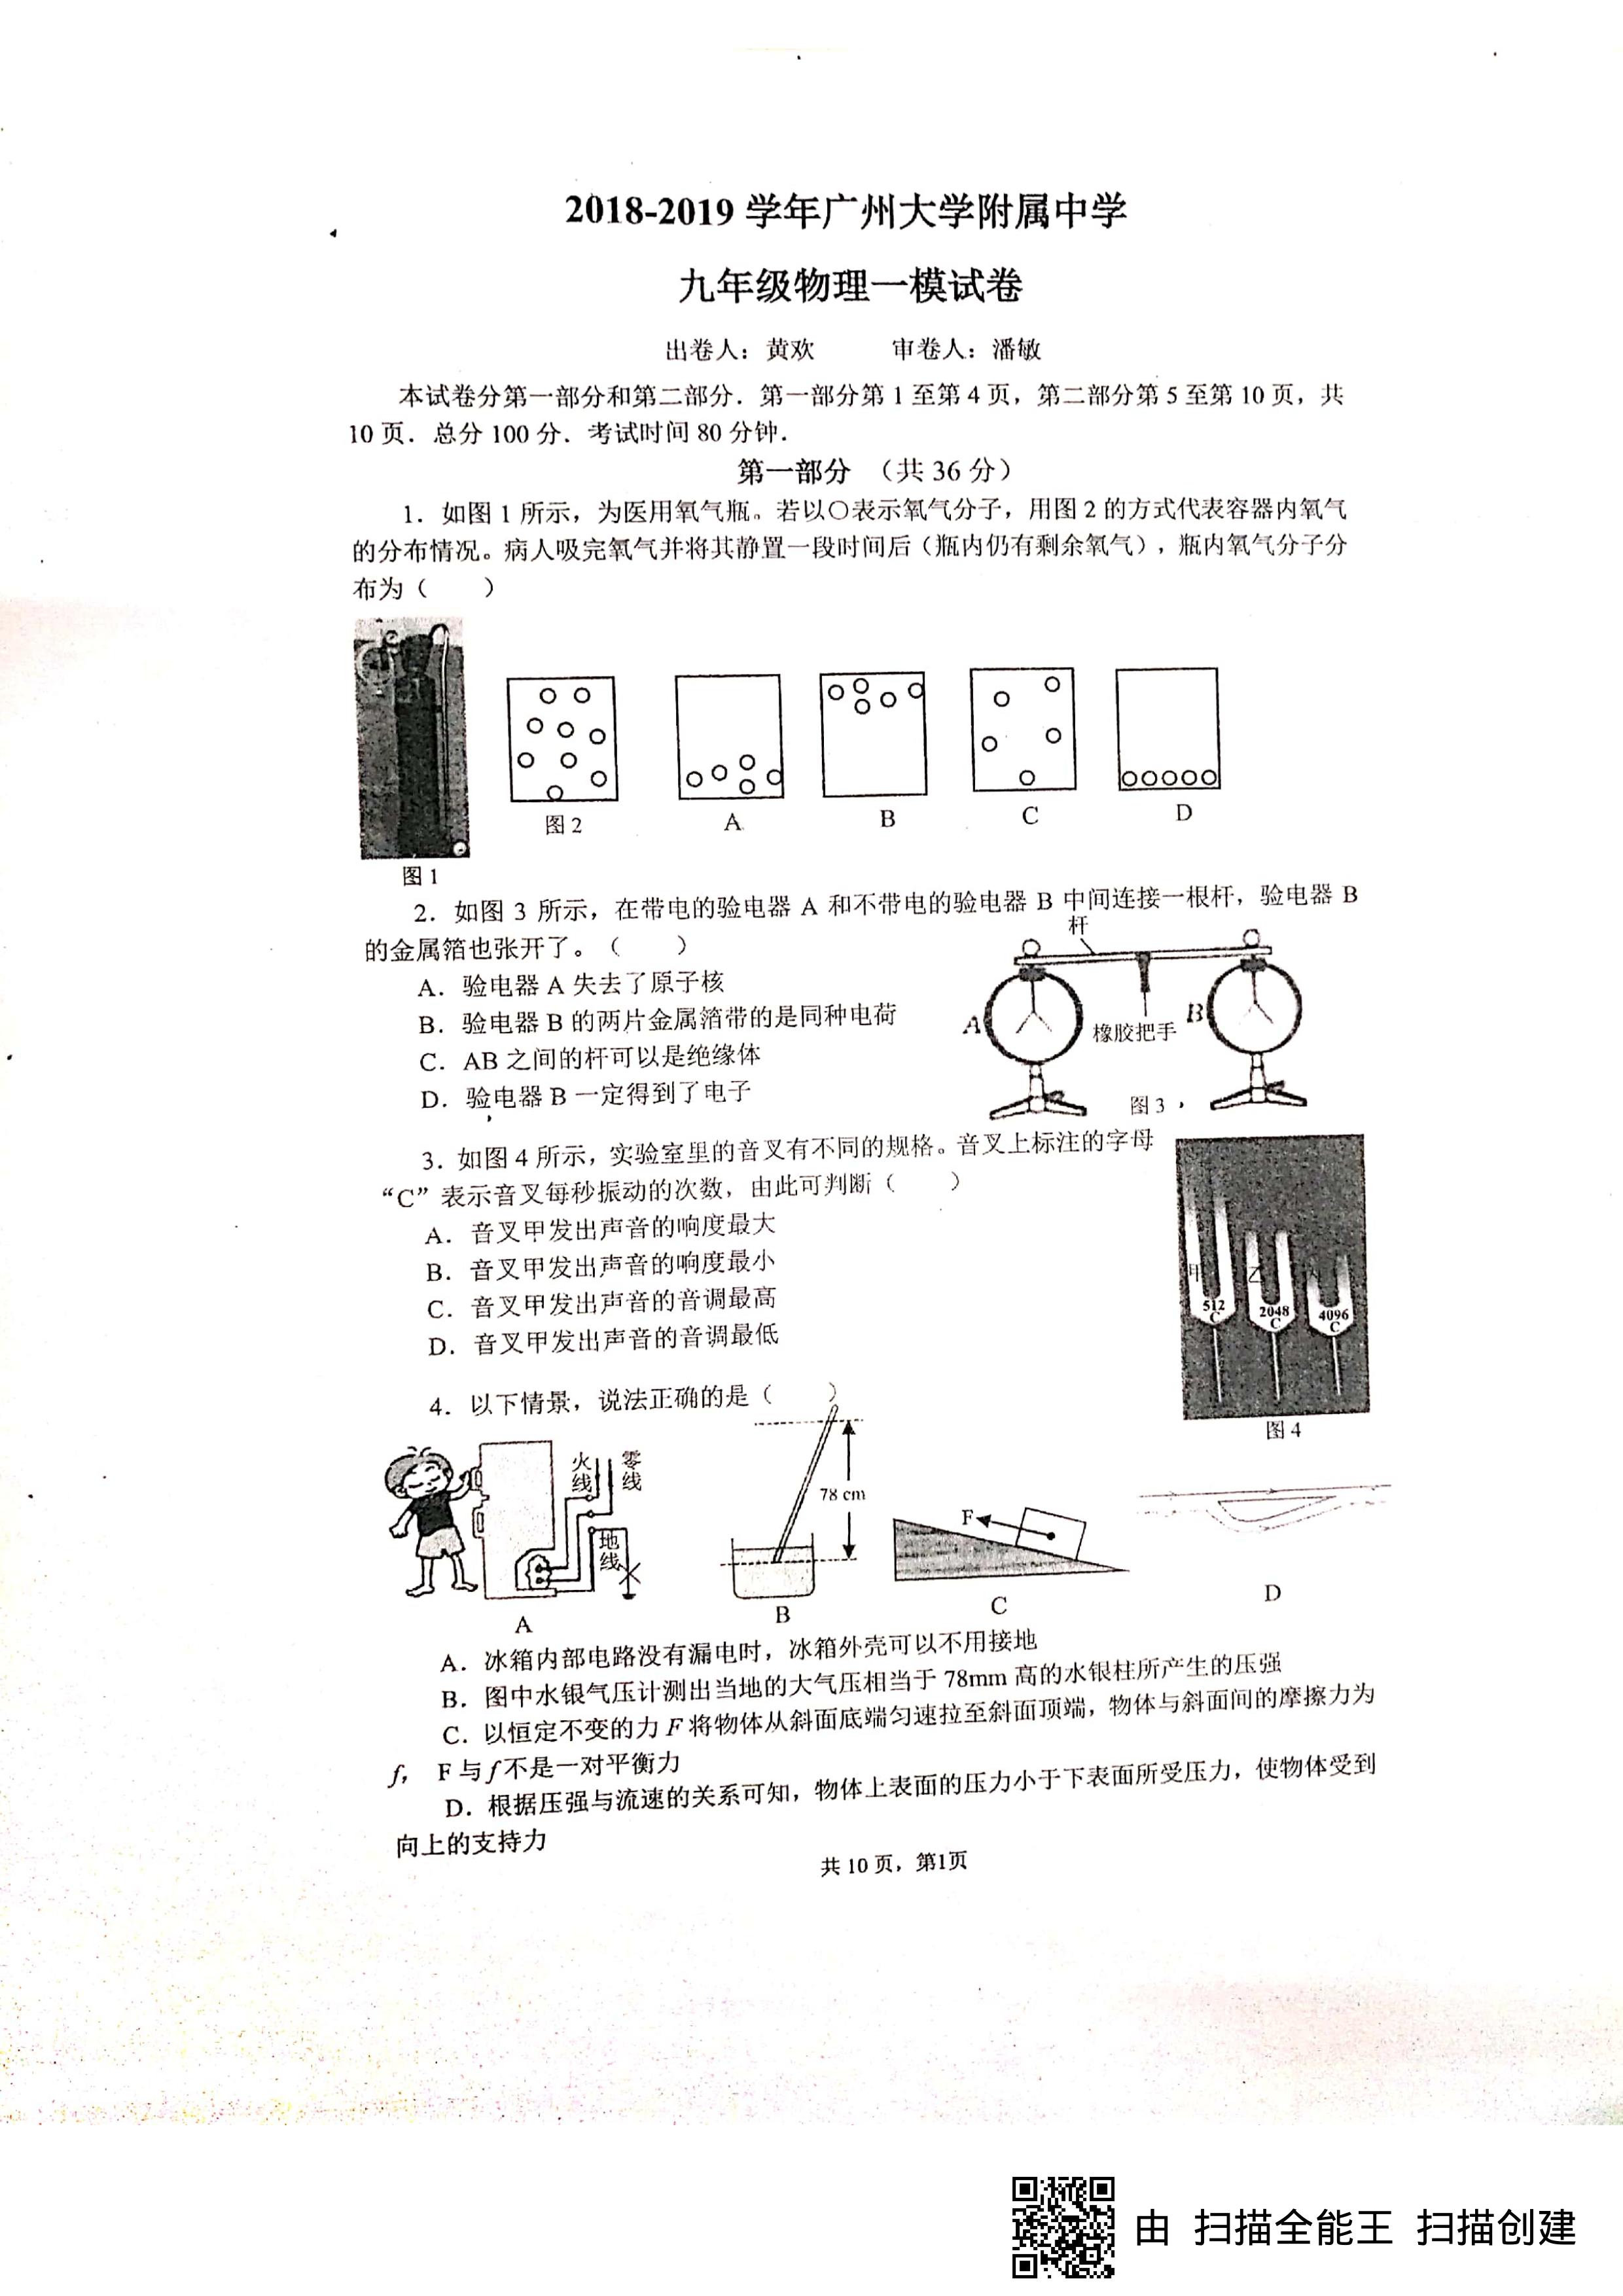 2018-2019 学年广州大学附属中学
九年级物理一模试卷
出卷人：黄欢 审卷人：潘敏
本试卷分第一部分和第二部分．第一部分第 1 至第 4 页，第二部分第 5 至第 10 页，共
10 页．总分 100 分．考试时间 80 分钟．
第一部分 （共 36 分）
1．如图 1 所示，为医用氧气瓶。若以○表示氧气分子，用图 2 的方式代表容器内氧气
的分布情况。病人吸完氧气并将其静置一段时间后（瓶内仍有剩余氧气），瓶内氧气分子分
布为（ ）
图 1
图 2
A
B
C
D
2．如图 3 所示，在带电的验电器 A 和不带电的验电器 B 中间连接一根杆，验电器 B
的金属箔也张开了。（ ）
A．验电器 A 失去了原子核
B．验电器 B 的两片金属箔带的是同种电荷
C．AB 之间的杆可以是绝缘体
D．验电器 B 一定得到了电子
杆
A
橡胶把手
B
图 3
3．如图 4 所示，实验室里的音叉有不同的规格。音叉上标注的字母
“C”表示音叉每秒振动的次数，由此可判断（ ）
A．音叉甲发出声音的响度最大
B．音叉甲发出声音的响度最小
C．音叉甲发出声音的音调最高
D．音叉甲发出声音的音调最低
甲
乙
512
C
2048
C
4096
C
图 4
4．以下情景，说法正确的是（ ）
火线
零线
地线
A
78 cm
B
F
C
D
A．冰箱内部电路没有漏电时，冰箱外壳可以不用接地
B．图中水银气压计测出当地的大气压相当于 78mm 高的水银柱所产生的压强
C．以恒定不变的力 F 将物体从斜面底端匀速拉至斜面顶端，物体与斜面间的摩擦力为
f， F 与 f 不是一对平衡力
D．根据压强与流速的关系可知，物体上表面的压力小于下表面所受压力，使物体受到
向上的支持力
共 10 页，第1页
由 扫描全能王 扫描创建